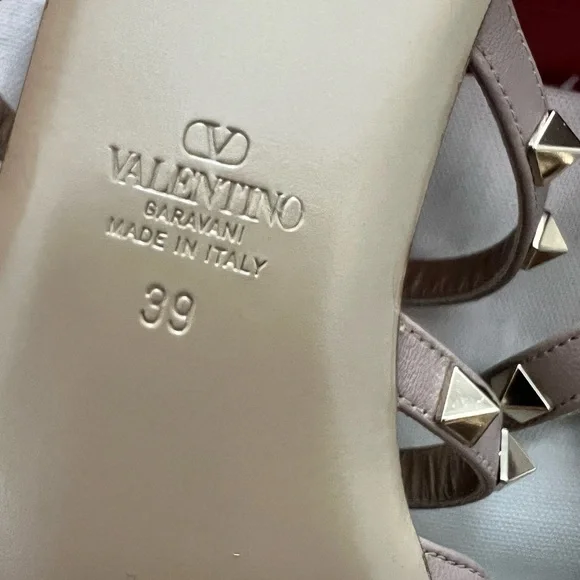 V
VALENTINO
GARAVANI
MADE IN ITALY
39